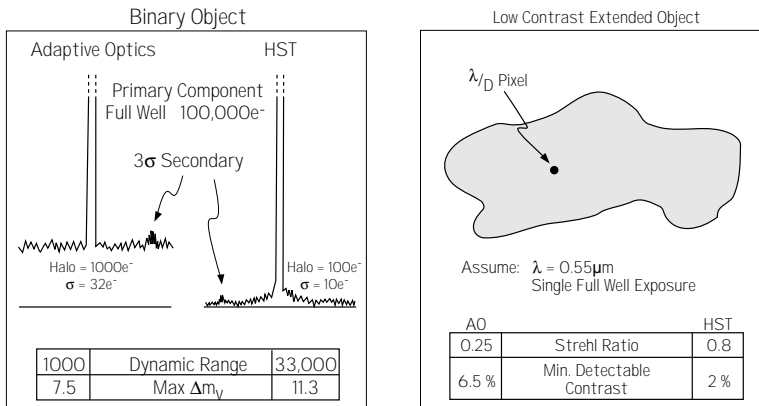 Binary Object
Adaptive Optics HST
Primary Component
Full Well 100,000e⁻
3σ Secondary
Halo = 1000e⁻
σ = 32e⁻
Halo = 100e⁻
σ = 10e⁻
1000 Dynamic Range 33,000
7.5 Max Δm_V 11.3
Low Contrast Extended Object
λ/D Pixel
Assume: λ = 0.55μm
Single Full Well Exposure
AO HST
0.25 Strehl Ratio 0.8
6.5 % Min. Detectable Contrast 2 %